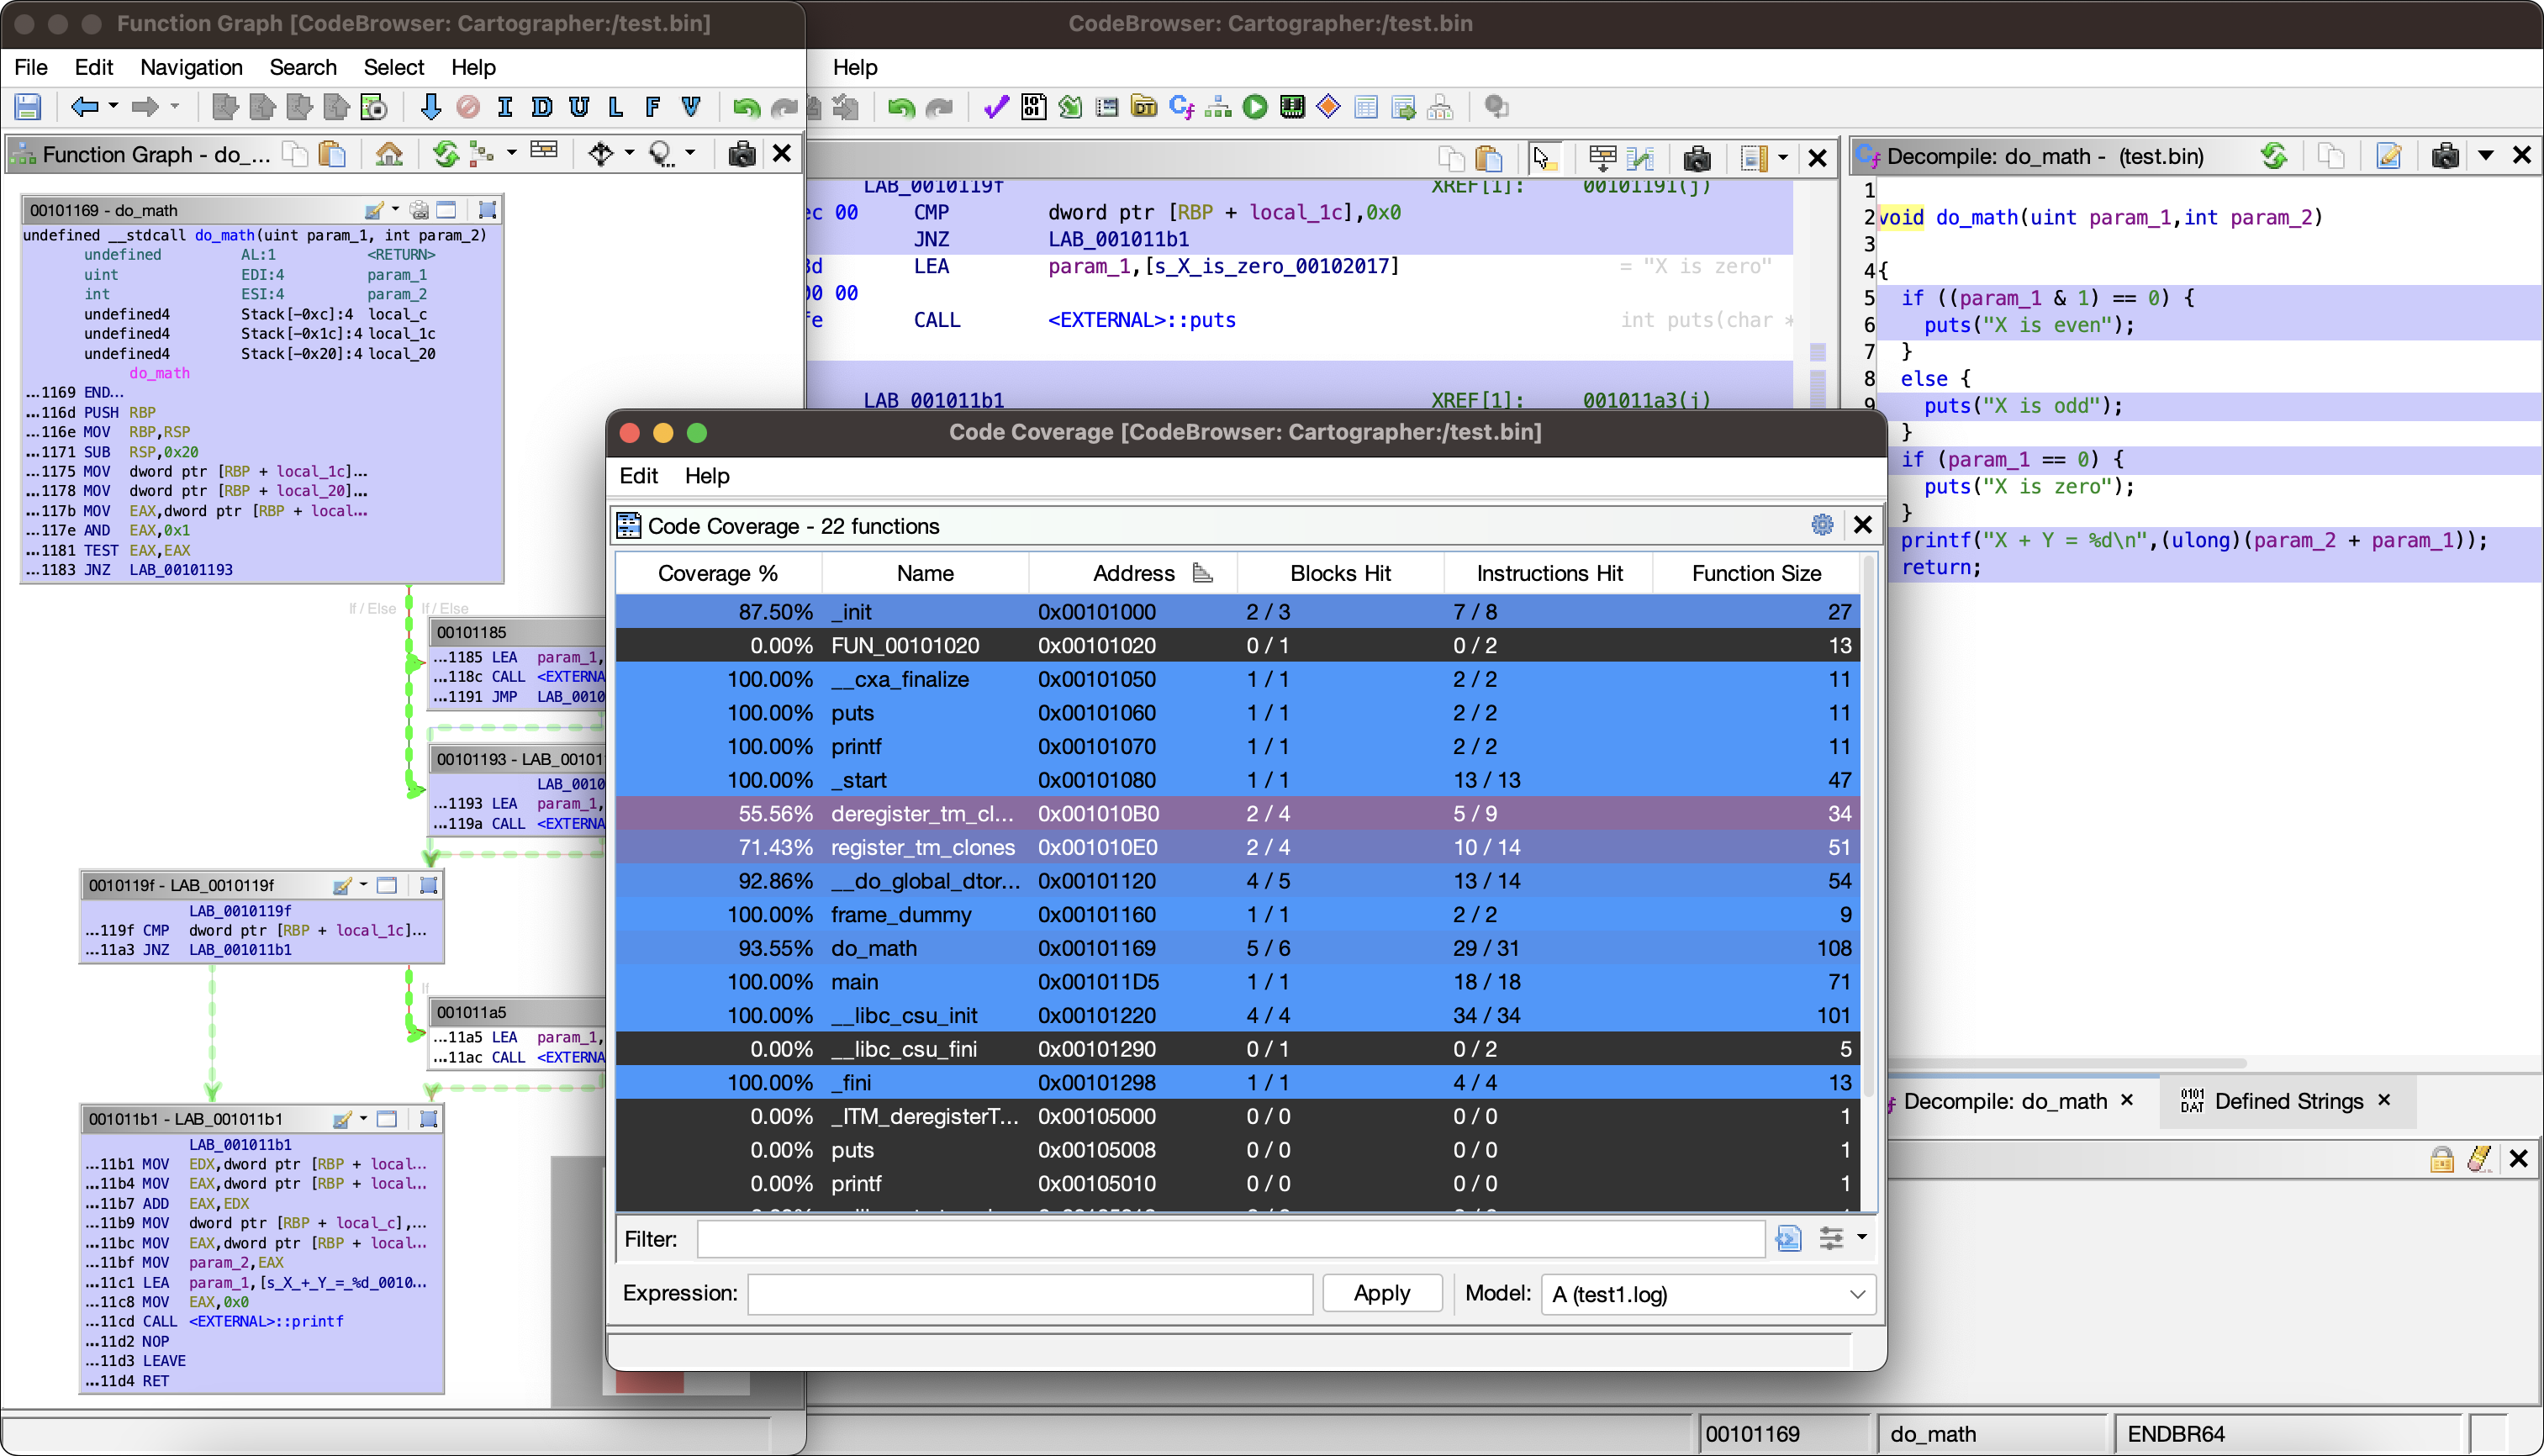 Function Graph [CodeBrowser: Cartographer:/test.bin]
File Edit Navigation Search Select Help
I D U L F V
Function Graph - do_...
00101169 - do_math
undefined __stdcall do_math(uint param_1, int param_2)
undefined AL:1 <RETURN>
uint EDI:4 param_1
int ESI:4 param_2
undefined4 Stack[-0xc]:4 local_c
undefined4 Stack[-0x1c]:4 local_1c
undefined4 Stack[-0x20]:4 local_20
do_math
...1169 END...
...116d PUSH RBP
...116e MOV RBP,RSP
...1171 SUB RSP,0x20
...1175 MOV dword ptr [RBP + local_1c]...
...1178 MOV dword ptr [RBP + local_20]...
...117b MOV EAX,dword ptr [RBP + local...
...117e AND EAX,0x1
...1181 TEST EAX,EAX
...1183 JNZ LAB_00101193
If / Else If / Else
00101185
...1185 LEA param_1,
...118c CALL <EXTERNA
...1191 JMP LAB_0010
00101193 - LAB_00101
LAB_0010
...1193 LEA param_1,
...119a CALL <EXTERNA
0010119f - LAB_0010119f
LAB_0010119f
...119f CMP dword ptr [RBP + local_1c]...
...11a3 JNZ LAB_001011b1
If
001011a5
...11a5 LEA param_1,
...11ac CALL <EXTERNA
001011b1 - LAB_001011b1
LAB_001011b1
...11b1 MOV EDX,dword ptr [RBP + local...
...11b4 MOV EAX,dword ptr [RBP + local...
...11b7 ADD EAX,EDX
...11b9 MOV dword ptr [RBP + local_c],...
...11bc MOV EAX,dword ptr [RBP + local...
...11bf MOV param_2,EAX
...11c1 LEA param_1,[s_X_+_Y_=_%d_0010...
...11c8 MOV EAX,0x0
...11cd CALL <EXTERNAL>::printf
...11d2 NOP
...11d3 LEAVE
...11d4 RET
CodeBrowser: Cartographer:/test.bin
Help
LAB_0010119f XREF[1]: 00101191(j)
ec 00 CMP dword ptr [RBP + local_1c],0x0
JNZ LAB_001011b1
LEA param_1,[s_X_is_zero_00102017] = "X is zero"
00 00
fe CALL <EXTERNAL>::puts int puts(char *
LAB_001011b1 XREF[1]: 001011a3(j)
Decompile: do_math - (test.bin)
1
2 void do_math(uint param_1,int param_2)
3
4 {
5 if ((param_1 & 1) == 0) {
6 puts("X is even");
7 }
8 else {
9 puts("X is odd");
}
if (param_1 == 0) {
puts("X is zero");
}
printf("X + Y = %d\n",(ulong)(param_2 + param_1));
return;
Decompile: do_math
Defined Strings
00101169 do_math ENDBR64
Code Coverage [CodeBrowser: Cartographer:/test.bin]
Edit Help
Code Coverage - 22 functions
Coverage % Name Address Blocks Hit Instructions Hit Function Size
87.50% _init 0x00101000 2 / 3 7 / 8 27
0.00% FUN_00101020 0x00101020 0 / 1 0 / 2 13
100.00% __cxa_finalize 0x00101050 1 / 1 2 / 2 11
100.00% puts 0x00101060 1 / 1 2 / 2 11
100.00% printf 0x00101070 1 / 1 2 / 2 11
100.00% _start 0x00101080 1 / 1 13 / 13 47
55.56% deregister_tm_cl... 0x001010B0 2 / 4 5 / 9 34
71.43% register_tm_clones 0x001010E0 2 / 4 10 / 14 51
92.86% __do_global_dtor... 0x00101120 4 / 5 13 / 14 54
100.00% frame_dummy 0x00101160 1 / 1 2 / 2 9
93.55% do_math 0x00101169 5 / 6 29 / 31 108
100.00% main 0x001011D5 1 / 1 18 / 18 71
100.00% __libc_csu_init 0x00101220 4 / 4 34 / 34 101
0.00% __libc_csu_fini 0x00101290 0 / 1 0 / 2 5
100.00% _fini 0x00101298 1 / 1 4 / 4 13
0.00% _ITM_deregisterT... 0x00105000 0 / 0 0 / 0 1
0.00% puts 0x00105008 0 / 0 0 / 0 1
0.00% printf 0x00105010 0 / 0 0 / 0 1
Filter:
Expression: Apply Model: A (test1.log)